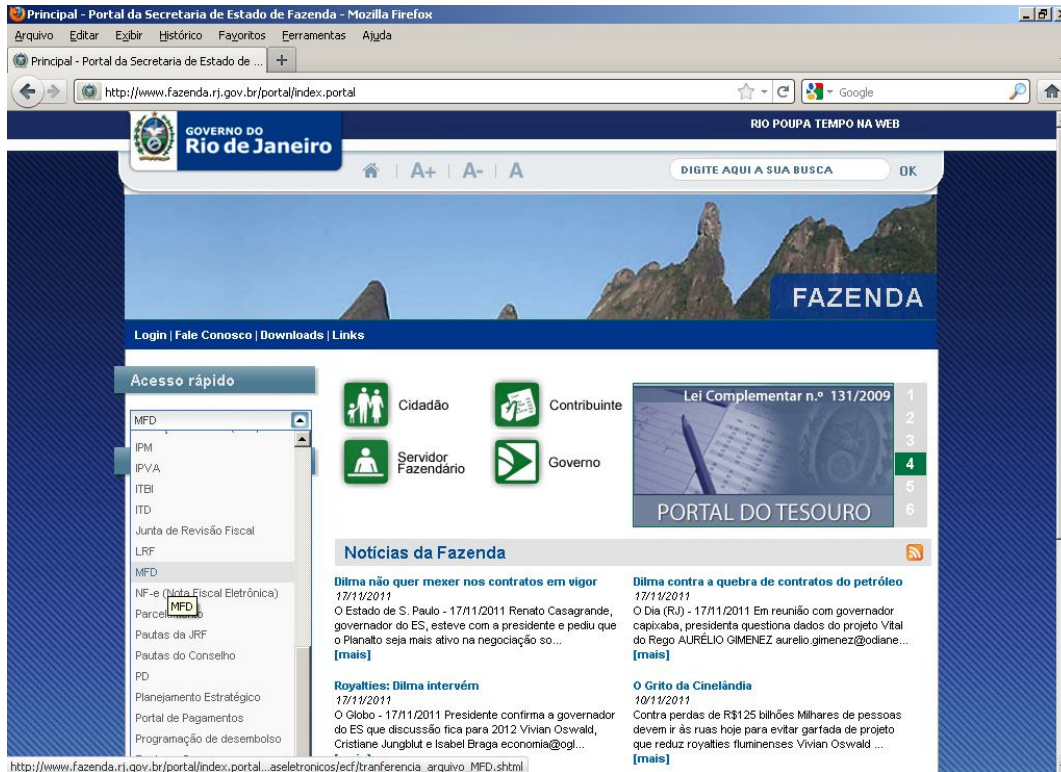 Principal - Portal da Secretaria de Estado de Fazenda - Mozilla Firefox
Arquivo Editar Exibir Histórico Favoritos Ferramentas Ajuda
Principal - Portal da Secretaria de Estado de ...
http://www.fazenda.rj.gov.br/portal/index.portal
Google
RIO POUPA TEMPO NA WEB
GOVERNO DO
Rio de Janeiro
A+ | A- | A
DIGITE AQUI A SUA BUSCA OK
FAZENDA
Login | Fale Conosco | Downloads | Links
Acesso rápido
MFD
IPM
IPVA
ITBI
ITD
Junta de Revisão Fiscal
LRF
MFD
NF-e (Nota Fiscal Eletrônica)
MFD
Pautas da JRF
Pautas do Conselho
PD
Planejamento Estratégico
Portal de Pagamentos
Programação de desembolso
Cidadão
Contribuinte
Servidor
Fazendário
Governo
Lei Complementar n.º 131/2009
PORTAL DO TESOURO
1
2
3
4
5
6
Notícias da Fazenda
Dilma não quer mexer nos contratos em vigor
17/11/2011
O Estado de S. Paulo - 17/11/2011 Renato Casagrande,
governador do ES, esteve com a presidente e pediu que
o Planalto seja mais ativo na negociação so...
[mais]
Dilma contra a quebra de contratos do petróleo
17/11/2011
O Dia (RJ) - 17/11/2011 Em reunião com governador
capixaba, presidenta questiona dados do projeto Vital
do Rego AURÉLIO GIMENEZ aurelio.gimenez@odiane...
[mais]
Royalties: Dilma intervém
17/11/2011
O Globo - 17/11/2011 Presidente confirma a governador
do ES que discussão fica para 2012 Vivian Oswald,
Cristiane Jungblut e Isabel Braga economia@ogl...
O Grito da Cinelândia
10/11/2011
Contra perdas de R$125 bilhões Milhares de pessoas
devem ir às ruas hoje para evitar garfada de projeto
que reduz royalties fluminenses Vivian Oswald ...
[mais]
http://www.fazenda.rj.gov.br/portal/index.portal...aseletronicos/ecf/tranferencia_arquivo_MFD.shtml